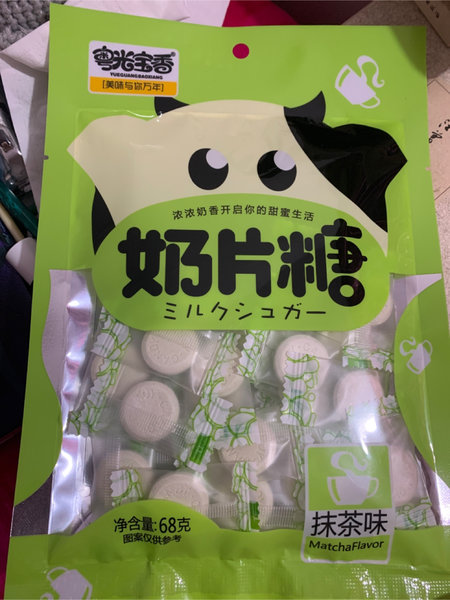 粤光宝香
YUEGUANGBAOXIANG
[美味与你万年]
浓浓奶香开启你的甜蜜生活
奶片糖
ミルクシュガー
净含量:68克
图案仅供参考
抹茶味
MatchaFlavor